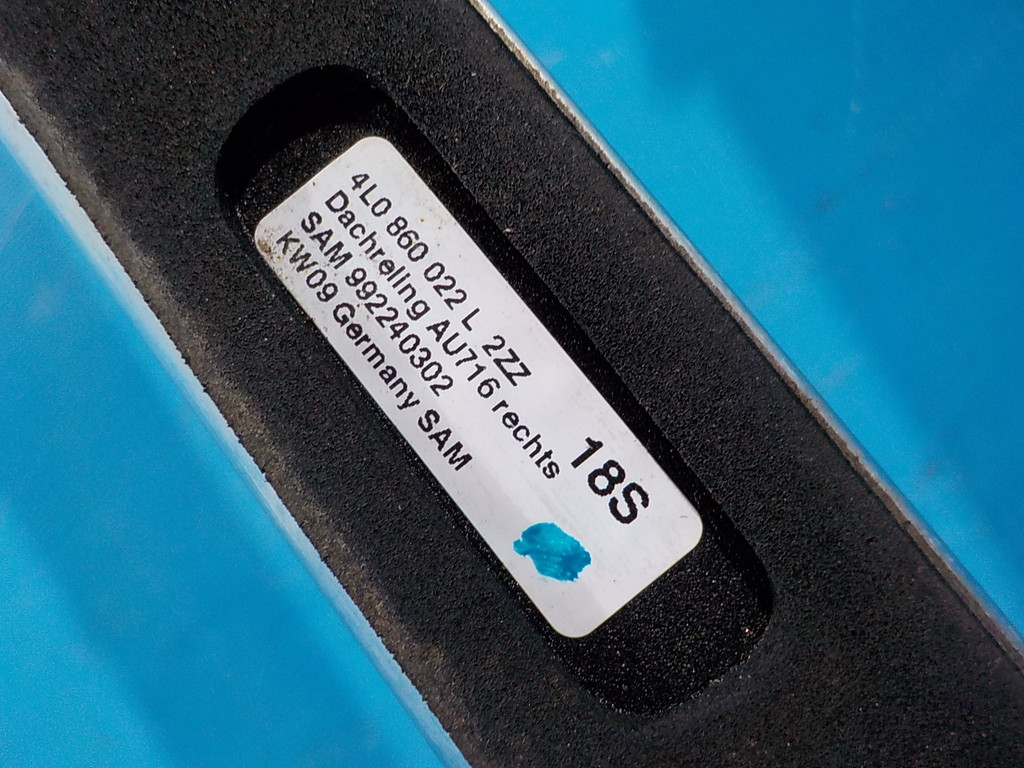 4L0 860 022 L 2ZZ
Dachreling AU716 rechts
SAM 992240302
KW09 Germany SAM
18S